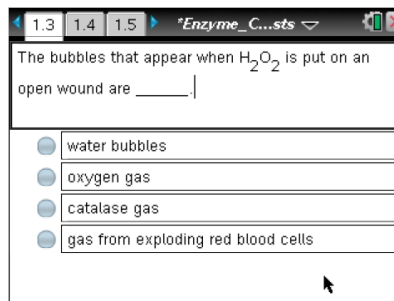 1.3 1.4 1.5 *Enzyme_C...sts
The bubbles that appear when H₂O₂ is put on an
open wound are ______.
water bubbles
oxygen gas
catalase gas
gas from exploding red blood cells